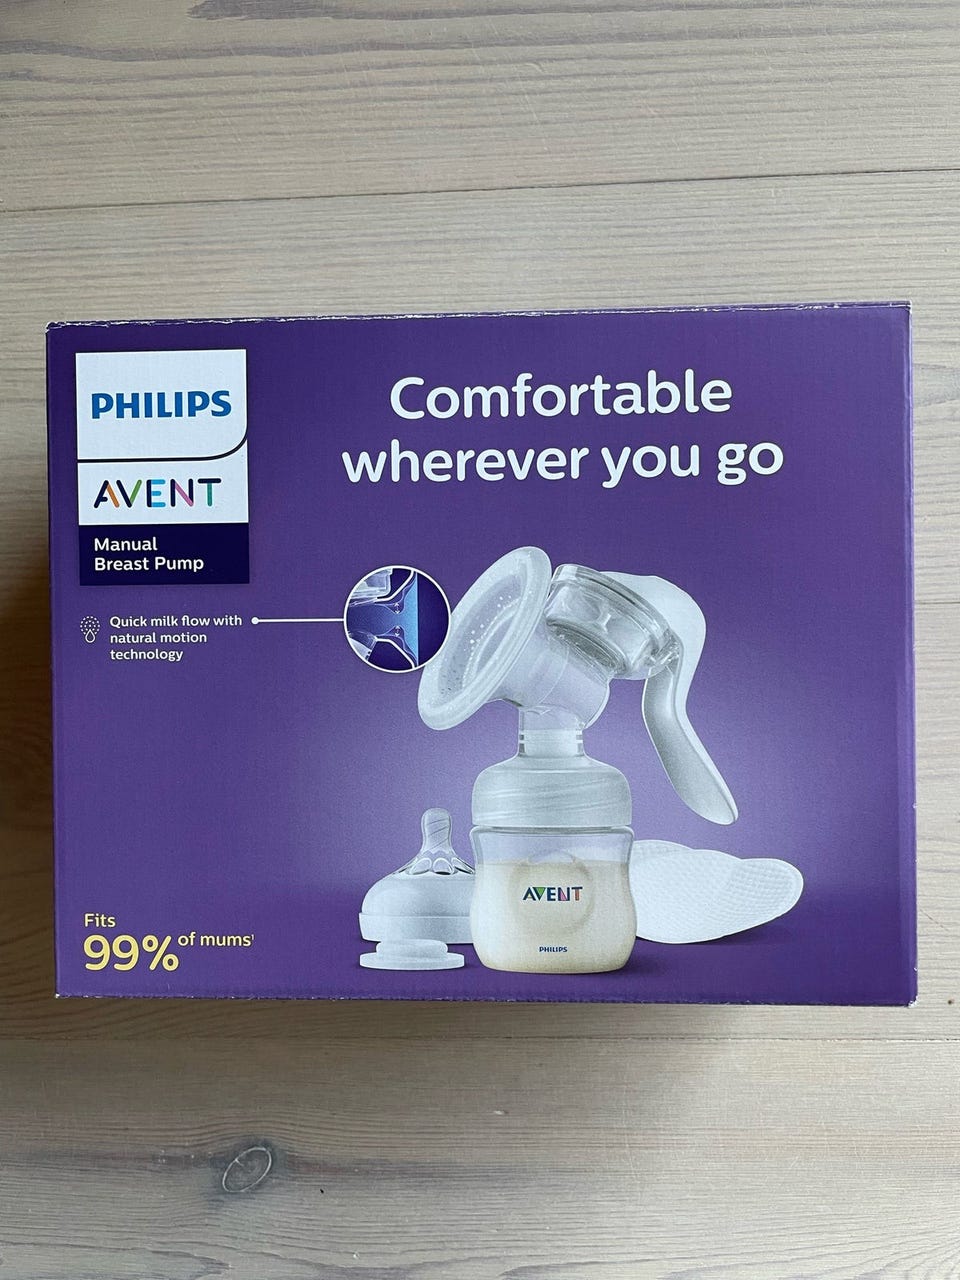 PHILIPS
AVENT
Manual
Breast Pump
Comfortable
wherever you go
Quick milk flow with
natural motion
technology
AVENT
PHILIPS
Fits
99% of mums¹